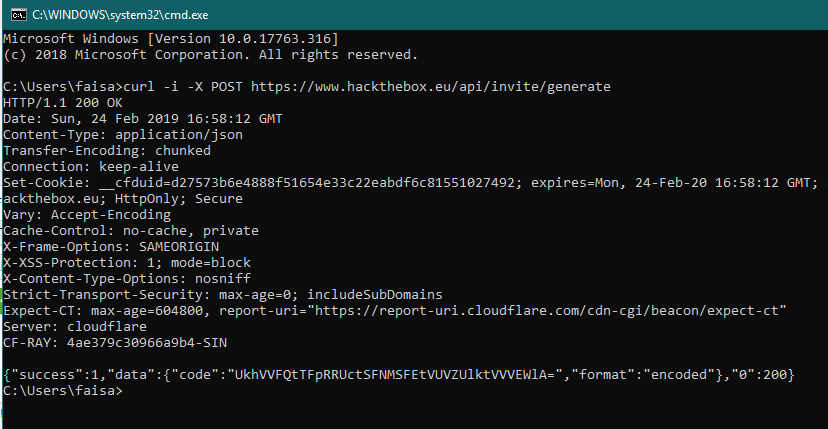 C:\WINDOWS\system32\cmd.exe
Microsoft Windows [Version 10.0.17763.316]
(c) 2018 Microsoft Corporation. All rights reserved.
C:\Users\faisa>curl -i -X POST https://www.hackthebox.eu/api/invite/generate
HTTP/1.1 200 OK
Date: Sun, 24 Feb 2019 16:58:12 GMT
Content-Type: application/json
Transfer-Encoding: chunked
Connection: keep-alive
Set-Cookie: __cfduid=d27573b6e4888f51654e33c22eabdf6c81551027492; expires=Mon, 24-Feb-20 16:58:12 GMT;
ackthebox.eu; HttpOnly; Secure
Vary: Accept-Encoding
Cache-Control: no-cache, private
X-Frame-Options: SAMEORIGIN
X-XSS-Protection: 1; mode=block
X-Content-Type-Options: nosniff
Strict-Transport-Security: max-age=0; includeSubDomains
Expect-CT: max-age=604800, report-uri="https://report-uri.cloudflare.com/cdn-cgi/beacon/expect-ct"
Server: cloudflare
CF-RAY: 4ae379c30966a9b4-SIN
{"success":1,"data":{"code":"UkhVVFQtTFpRRUctSFNMSFEtVUVZUlktVVVEWlA=","format":"encoded"},"0":200}
C:\Users\faisa>